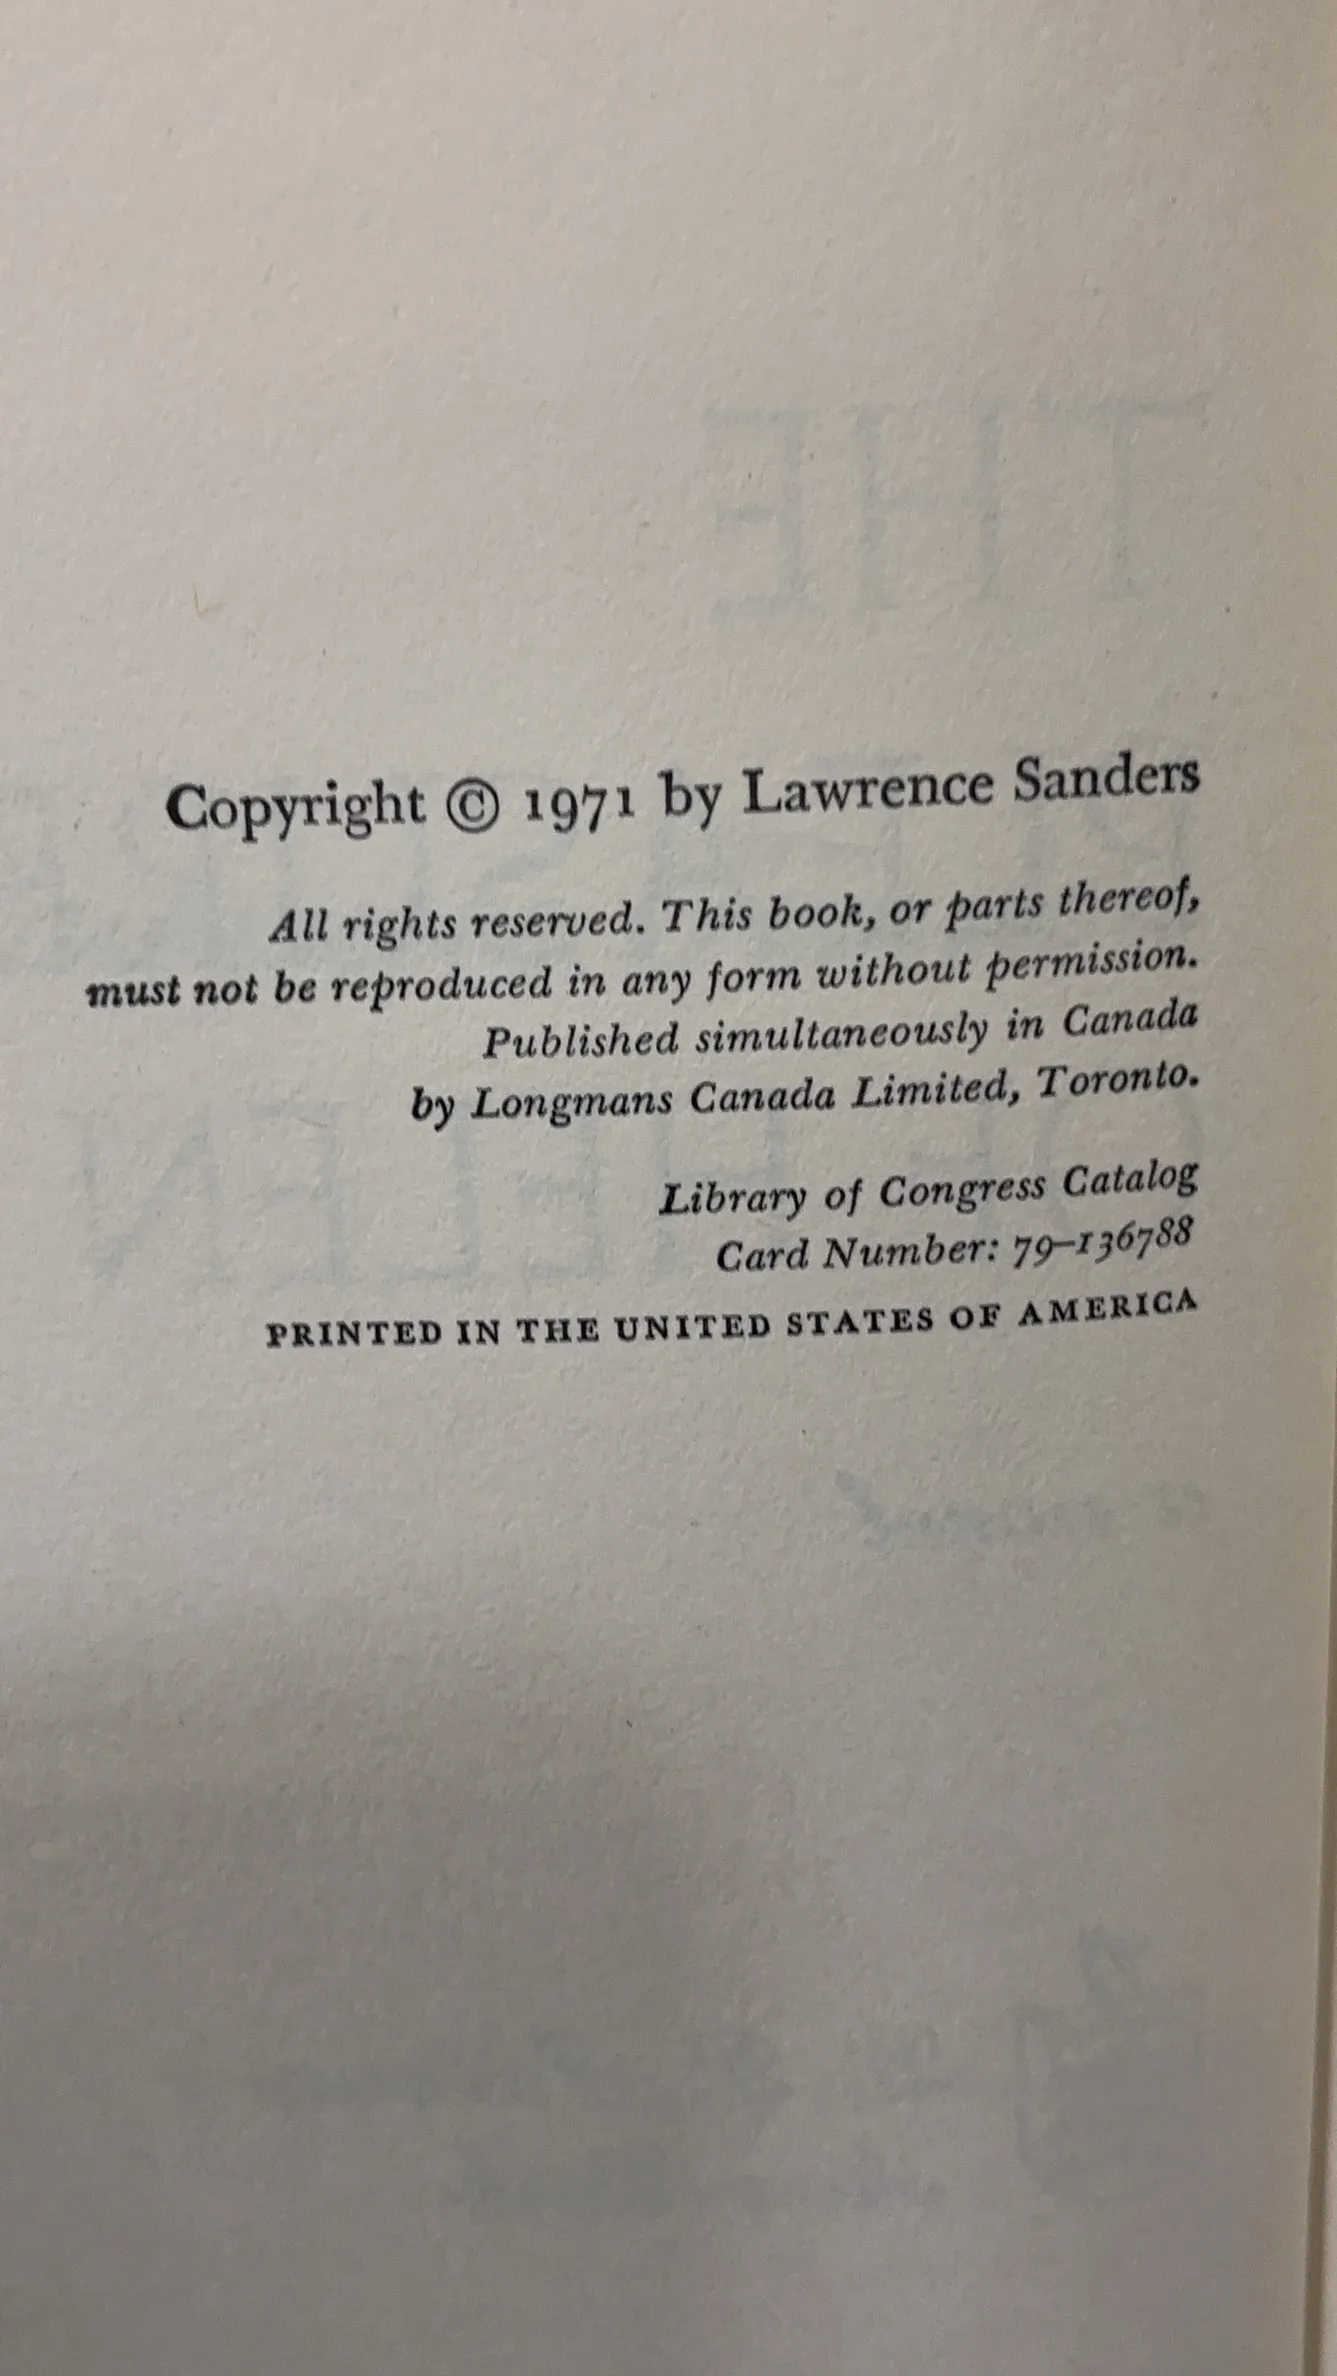 Copyright © 1971 by Lawrence Sanders
All rights reserved. This book, or parts thereof,
must not be reproduced in any form without permission.
Published simultaneously in Canada
by Longmans Canada Limited, Toronto.
Library of Congress Catalog
Card Number: 79–136788
PRINTED IN THE UNITED STATES OF AMERICA